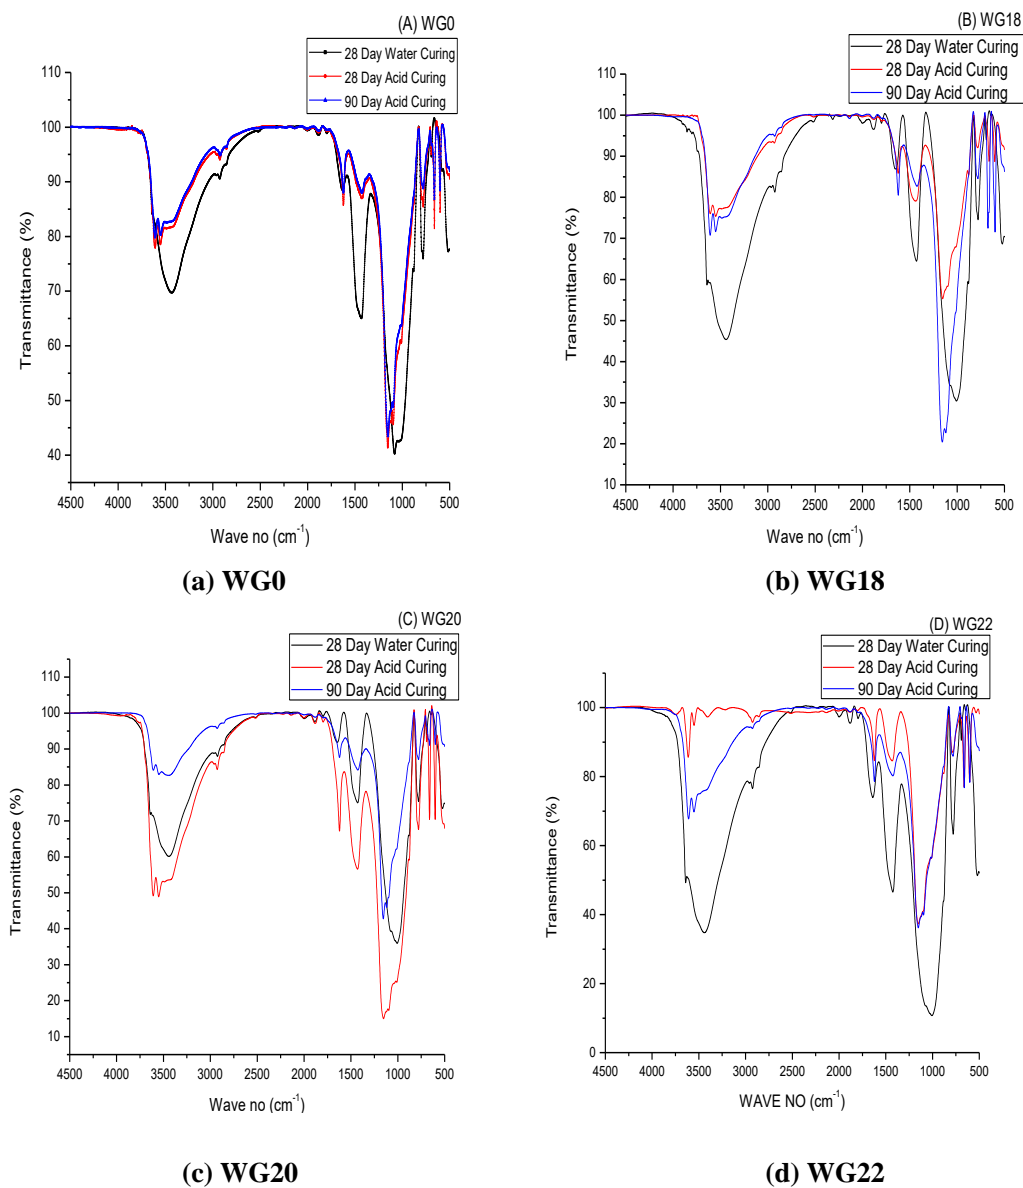 (A) WG0
28 Day Water Curing
28 Day Acid Curing
90 Day Acid Curing
110
100
90
80
70
60
50
40
Transmittance (%)
4500 4000 3500 3000 2500 2000 1500 1000 500
Wave no (cm⁻¹)
(a) WG0
(B) WG18
28 Day Water Curing
28 Day Acid Curing
90 Day Acid Curing
110
100
90
80
70
60
50
40
30
20
10
Transmittance (%)
4500 4000 3500 3000 2500 2000 1500 1000 500
Wave no (cm⁻¹)
(b) WG18
(C) WG20
28 Day Water Curing
28 Day Acid Curing
90 Day Acid Curing
110
100
90
80
70
60
50
40
30
20
10
Transmittance (%)
4500 4000 3500 3000 2500 2000 1500 1000 500
Wave no (cm⁻¹)
(c) WG20
(D) WG22
28 Day Water Curing
28 Day Acid Curing
90 Day Acid Curing
100
80
60
40
20
0
Transmittance (%)
4500 4000 3500 3000 2500 2000 1500 1000 500
WAVE NO (cm⁻¹)
(d) WG22